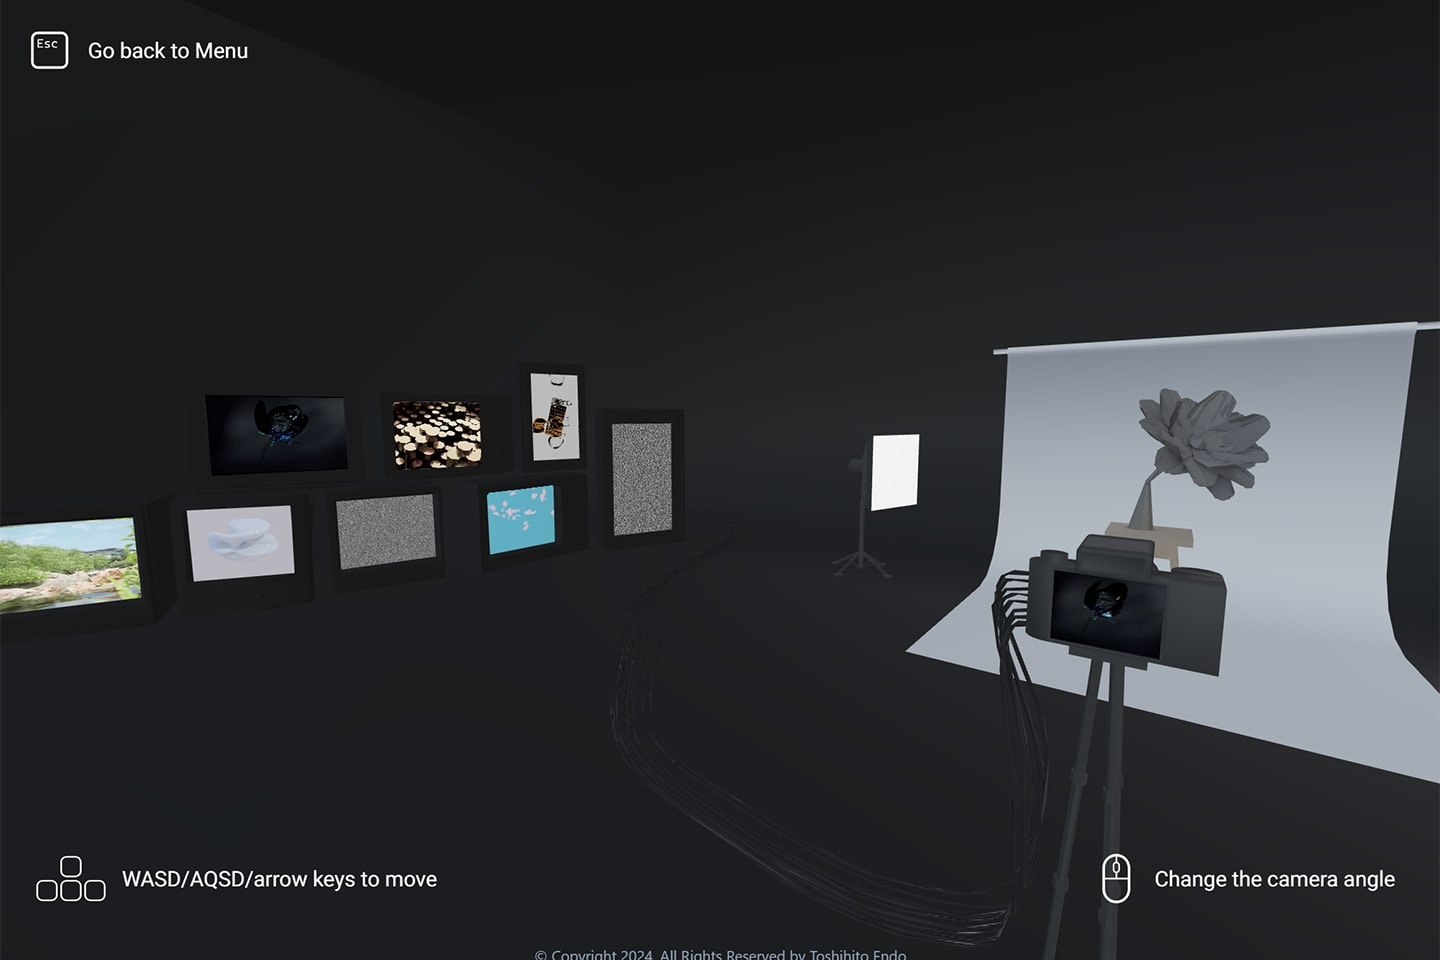 Esc
Go back to Menu
WASD/AQSD/arrow keys to move
Change the camera angle
© Copyright 2024. All Rights Reserved by Toshihito Endo